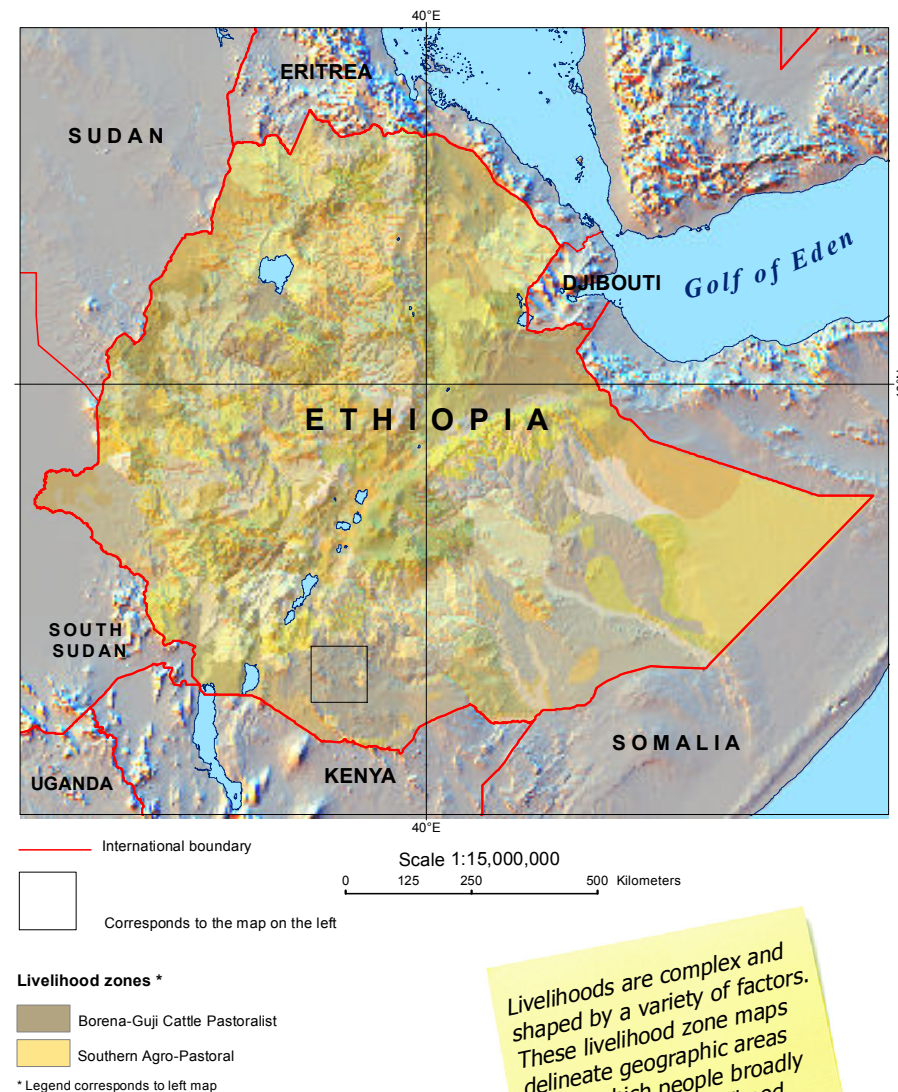 40°E
ERITREA
SUDAN
DJIBOUTI
Golf of Eden
ETHIOPIA
SOUTH
SUDAN
SOMALIA
UGANDA
KENYA
40°E
International boundary
Scale 1:15,000,000
0 125 250 500 Kilometers
Corresponds to the map on the left
Livelihood zones *
Borena-Guji Cattle Pastoralist
Southern Agro-Pastoral
* Legend corresponds to left map
Livelihoods are complex and
shaped by a variety of factors.
These livelihood zone maps
delineate geographic areas
people broadly